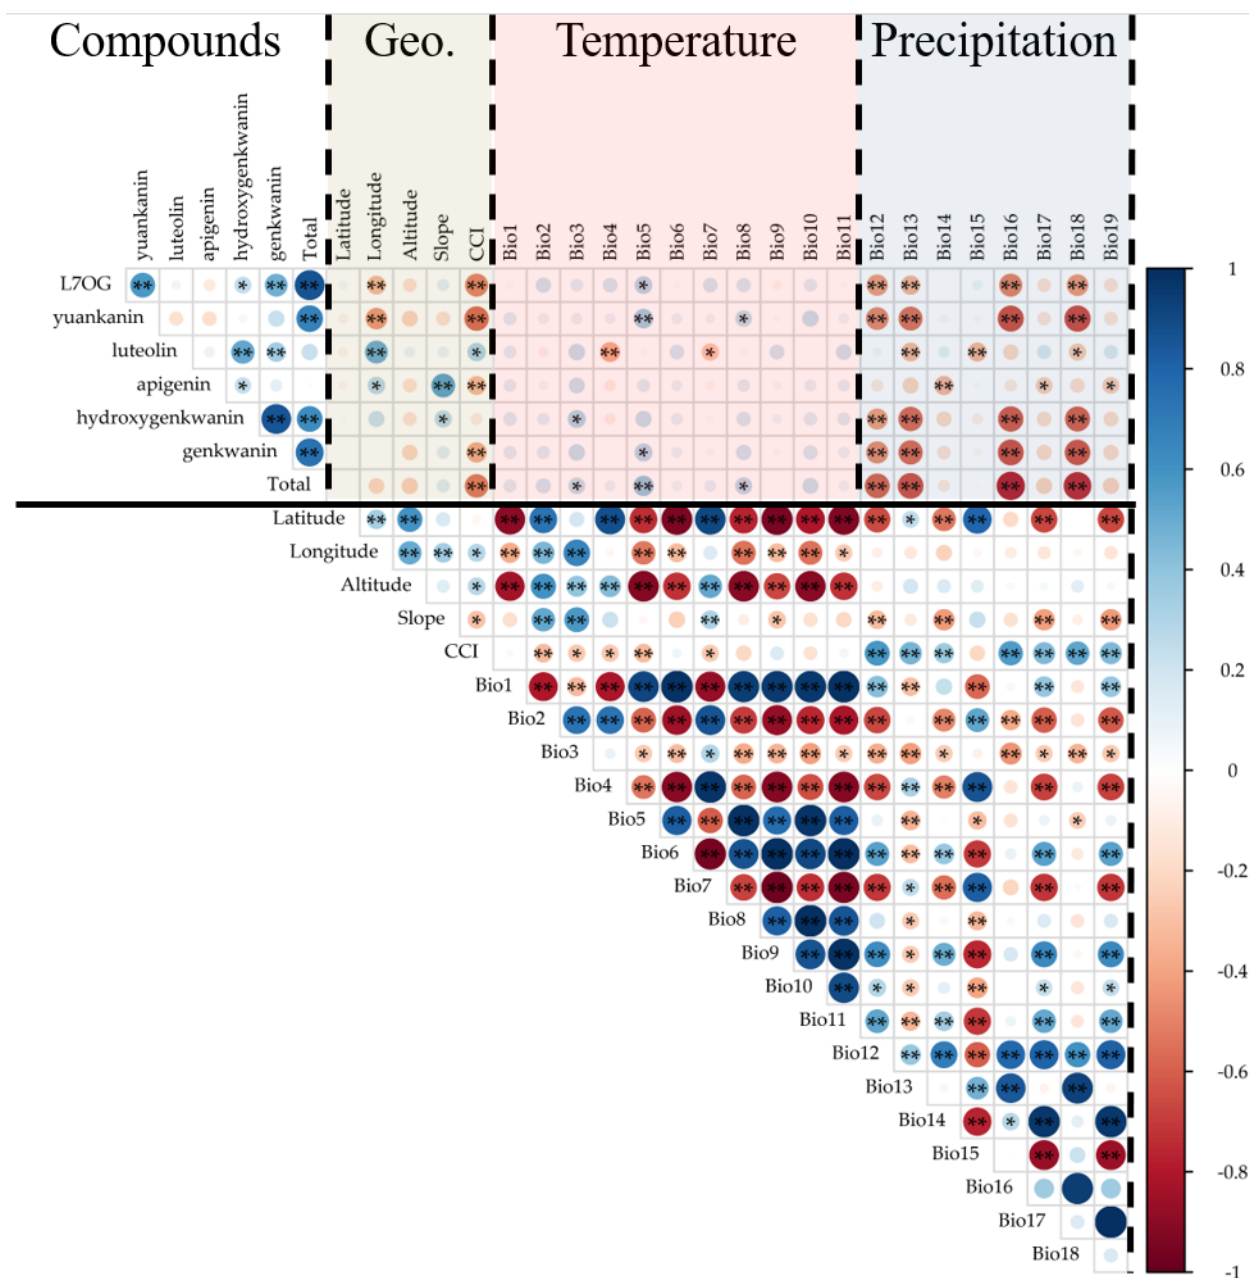 Compounds Geo. Temperature Precipitation
yuankanin luteolin apigenin hydroxygenkwanin genkwanin Total Latitude Longitude Altitude Slope CCI Bio1 Bio2 Bio3 Bio4 Bio5 Bio6 Bio7 Bio8 Bio9 Bio10 Bio11 Bio12 Bio13 Bio14 Bio15 Bio16 Bio17 Bio18 Bio19
L7OG ** * ** ** ** ** * ** ** ** **
yuankanin ** ** ** ** * ** ** ** **
luteolin ** ** ** * ** * ** ** *
apigenin * * ** ** ** * *
hydroxygenkwanin ** ** * * ** ** ** **
genkwanin ** ** * ** ** ** **
Total ** * ** * ** ** ** **
Latitude ** ** ** ** ** ** ** ** ** ** ** ** ** * ** ** ** **
Longitude ** ** * ** ** ** ** ** ** ** ** *
Altitude * ** ** ** ** ** ** ** ** ** ** **
Slope * ** ** ** * ** ** ** **
CCI ** * * ** * ** ** ** ** ** ** **
Bio1 ** ** ** ** ** ** ** ** ** ** ** ** ** ** **
Bio2 ** ** ** ** ** ** ** ** ** ** ** ** ** ** ** **
Bio3 * ** * ** ** ** * ** ** * ** * ** *
Bio4 ** ** ** ** ** ** ** ** ** ** ** ** **
Bio5 ** ** ** ** ** ** ** * *
Bio6 ** ** ** ** ** ** ** ** ** ** **
Bio7 ** ** ** ** ** * ** ** ** **
Bio8 ** ** ** * **
Bio9 ** ** ** * ** ** ** **
Bio10 ** * * ** * *
Bio11 ** ** ** ** ** **
Bio12 ** ** ** ** ** ** **
Bio13 ** ** **
Bio14 ** * ** **
Bio15 ** **
Bio16
Bio17
Bio18
1
0.8
0.6
0.4
0.2
0
-0.2
-0.4
-0.6
-0.8
-1